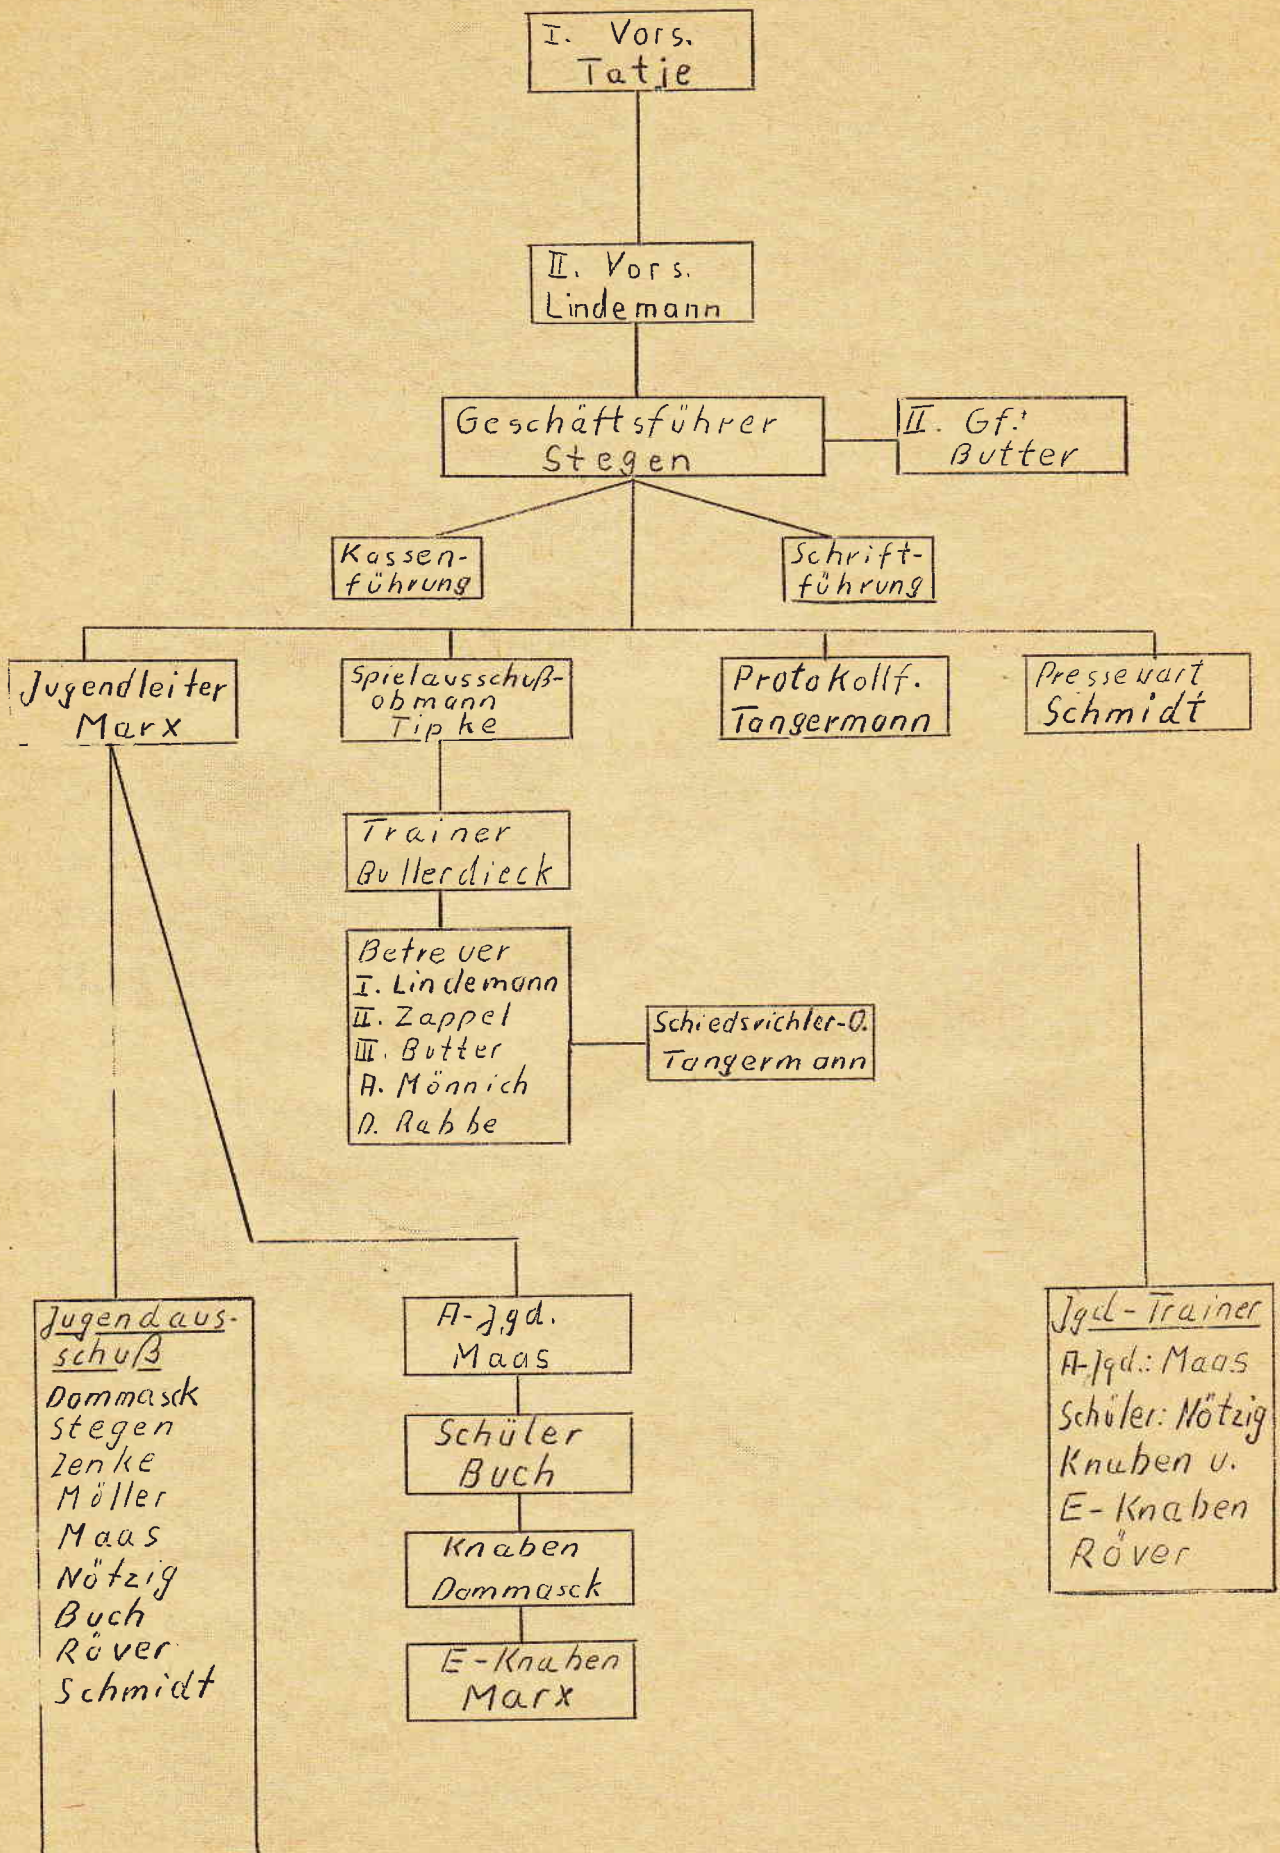 I. Vors.
Tatje
II. Vors.
Lindemann
Geschäftsführer
Stegen
II. Gf.:
Butter
Kassen-
führung
Schrift-
führung
Jugendleiter
Marx
Spielausschuß-
obmann
Tipke
Protokollf.
Tangermann
Pressewart
Schmidt
Trainer
Bullerdieck
Betreuer
I. Lindemann
II. Zappel
III. Butter
A. Mönnich
D. Rabbe
Schiedsrichter-O.
Tangermann
Jugendaus-
schuß
Dommasck
Stegen
Zenke
Möller
Maas
Nötzig
Buch
Röver
Schmidt
A-Jgd.
Maas
Schüler
Buch
Knaben
Dommasck
E-Knaben
Marx
Jgd-Trainer
A-Jgd.: Maas
Schüler: Nötzig
Knaben u.
E-Knaben
Röver